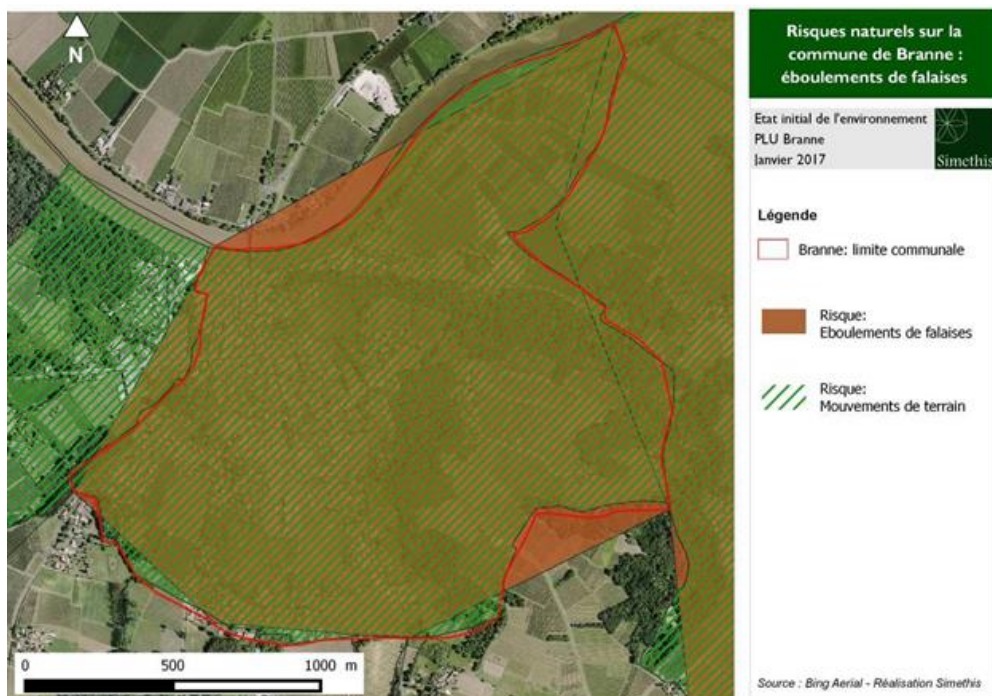 N
0 500 1000 m
Risques naturels sur la
commune de Branne :
éboulements de falaises
Etat initial de l'environnement
PLU Branne
Janvier 2017
Simethis
Légende
Branne: limite communale
Risque:
Eboulements de falaises
Risque:
Mouvements de terrain
Source : Bing Aerial - Réalisation Simethis